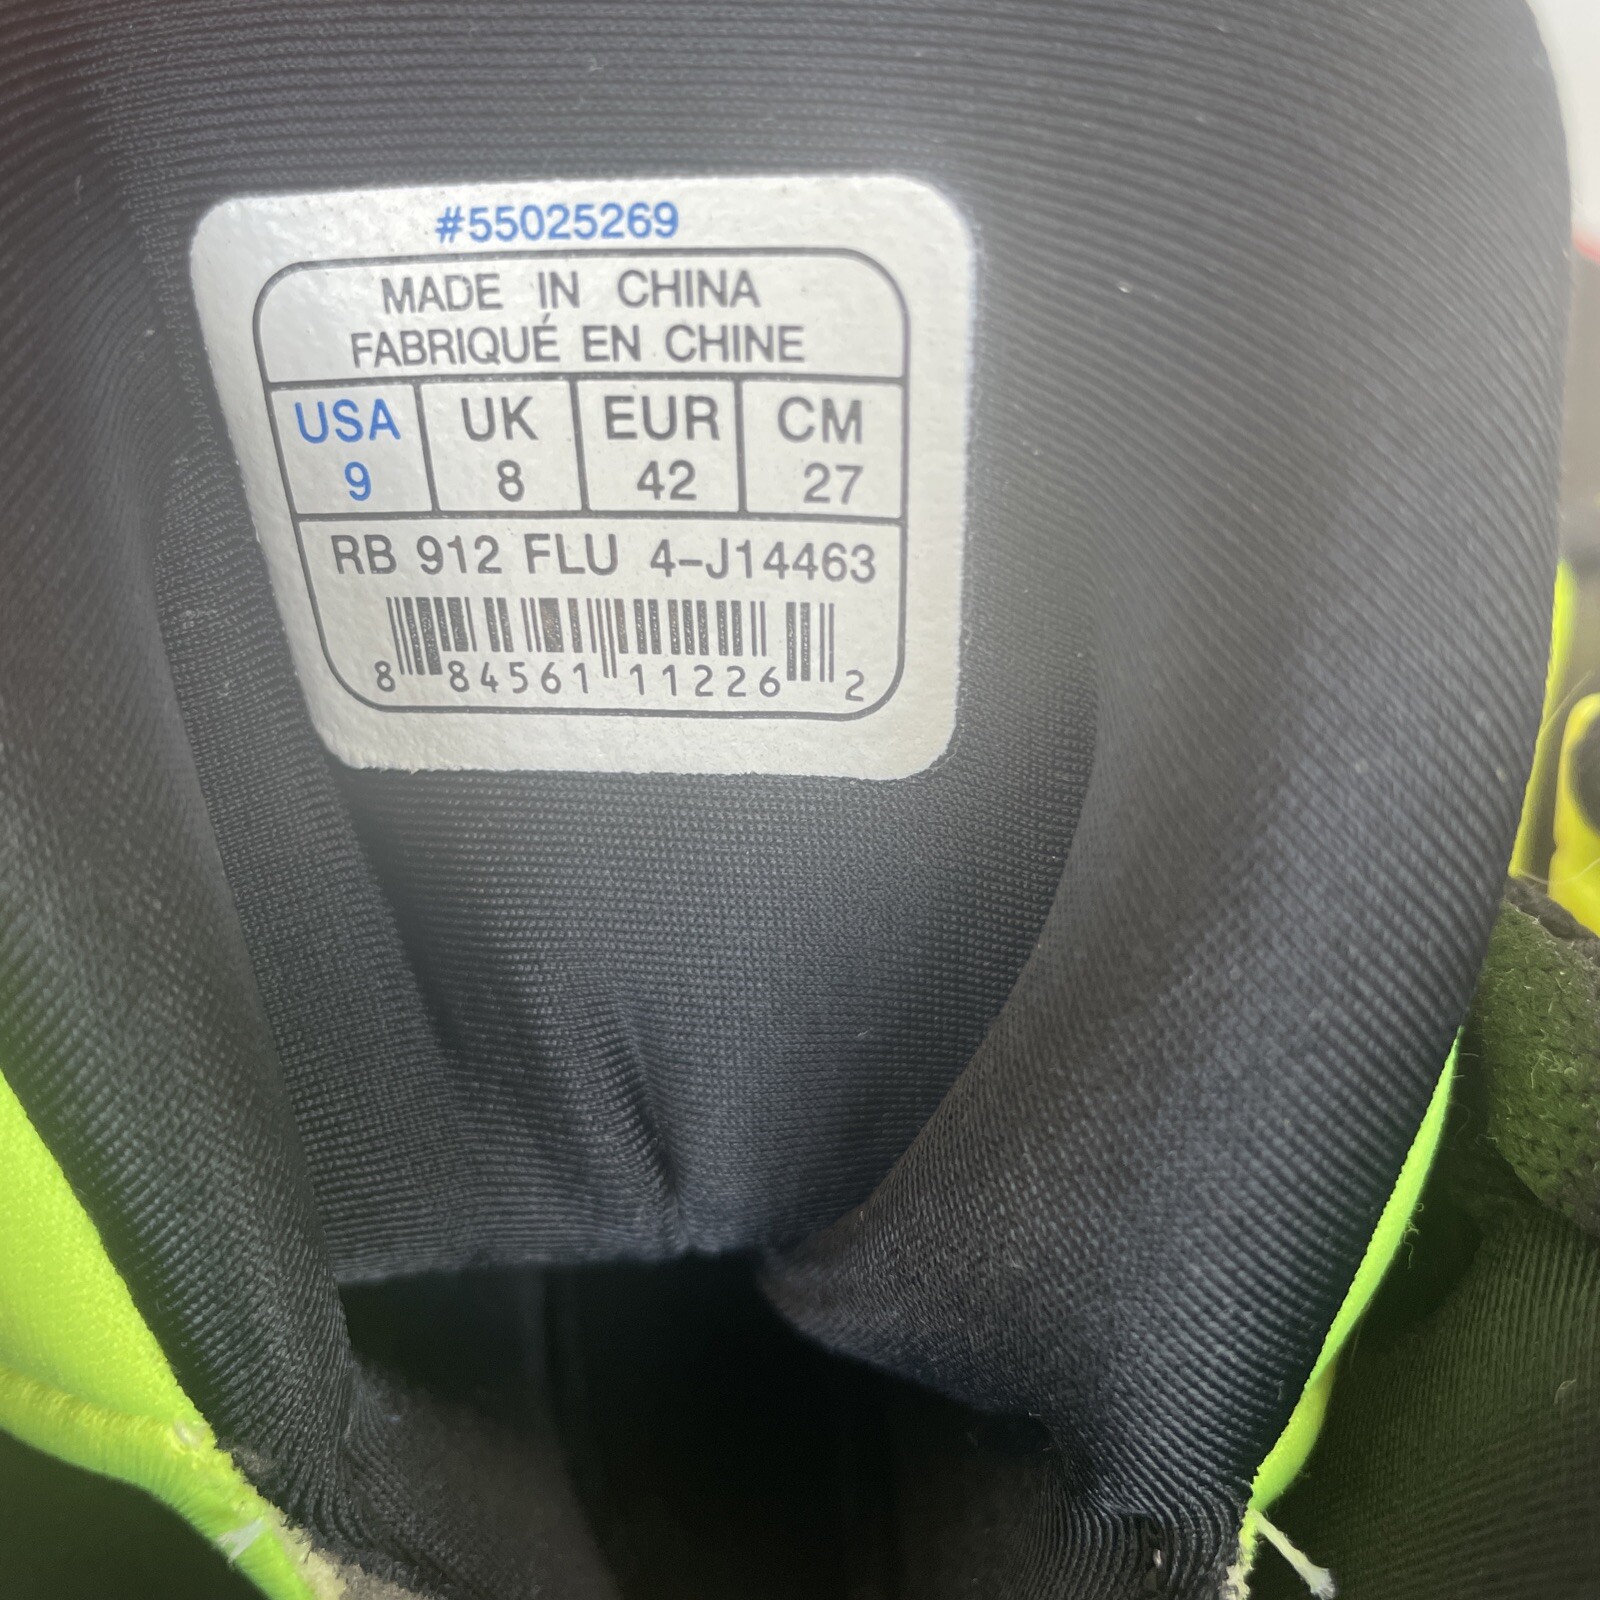 #55025269
MADE IN CHINA
FABRIQUÉ EN CHINE
USA UK EUR CM
9 8 42 27
RB 912 FLU 4-J14463
8 84561 11226 2